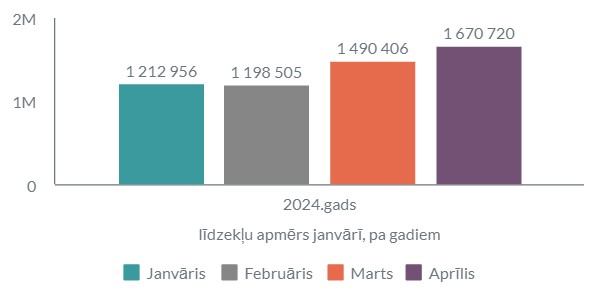 2M
1 670 720
1 490 406
1 212 956
1 198 505
1M
0
2024.gads
līdzekļu apmērs janvārī, pa gadiem
Janvāris Februāris Marts Aprīlis